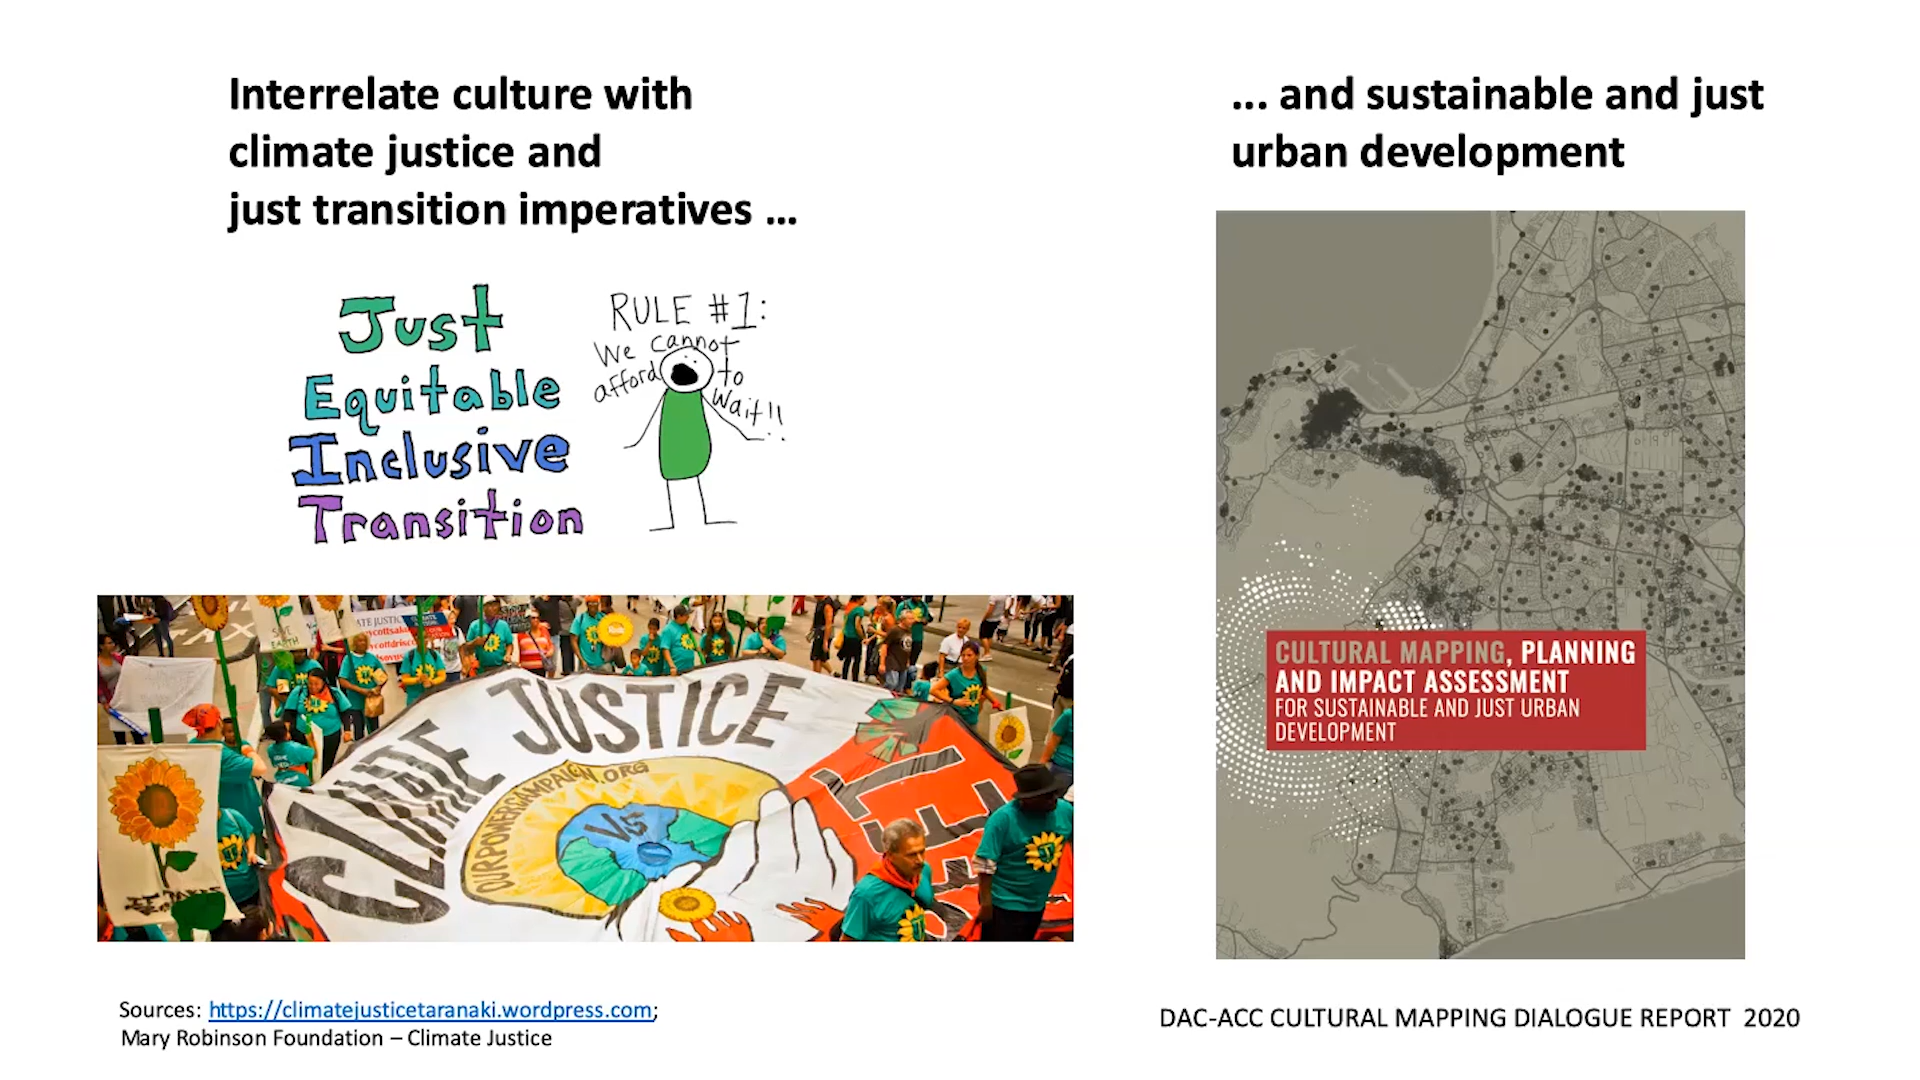 Interrelate culture with
climate justice and
just transition imperatives ...
... and sustainable and just
urban development
Just
Equitable
Inclusive
Transition
RULE #1:
We cannot
afford to
wait!!
SAVE
EARTH
CLIMATE JUSTICE
OURPOWERCAMPAIGN.ORG
VS
CULTURAL MAPPING, PLANNING
AND IMPACT ASSESSMENT
FOR SUSTAINABLE AND JUST URBAN
DEVELOPMENT
Sources: https://climatejusticetaranaki.wordpress.com;
Mary Robinson Foundation – Climate Justice
DAC-ACC CULTURAL MAPPING DIALOGUE REPORT 2020